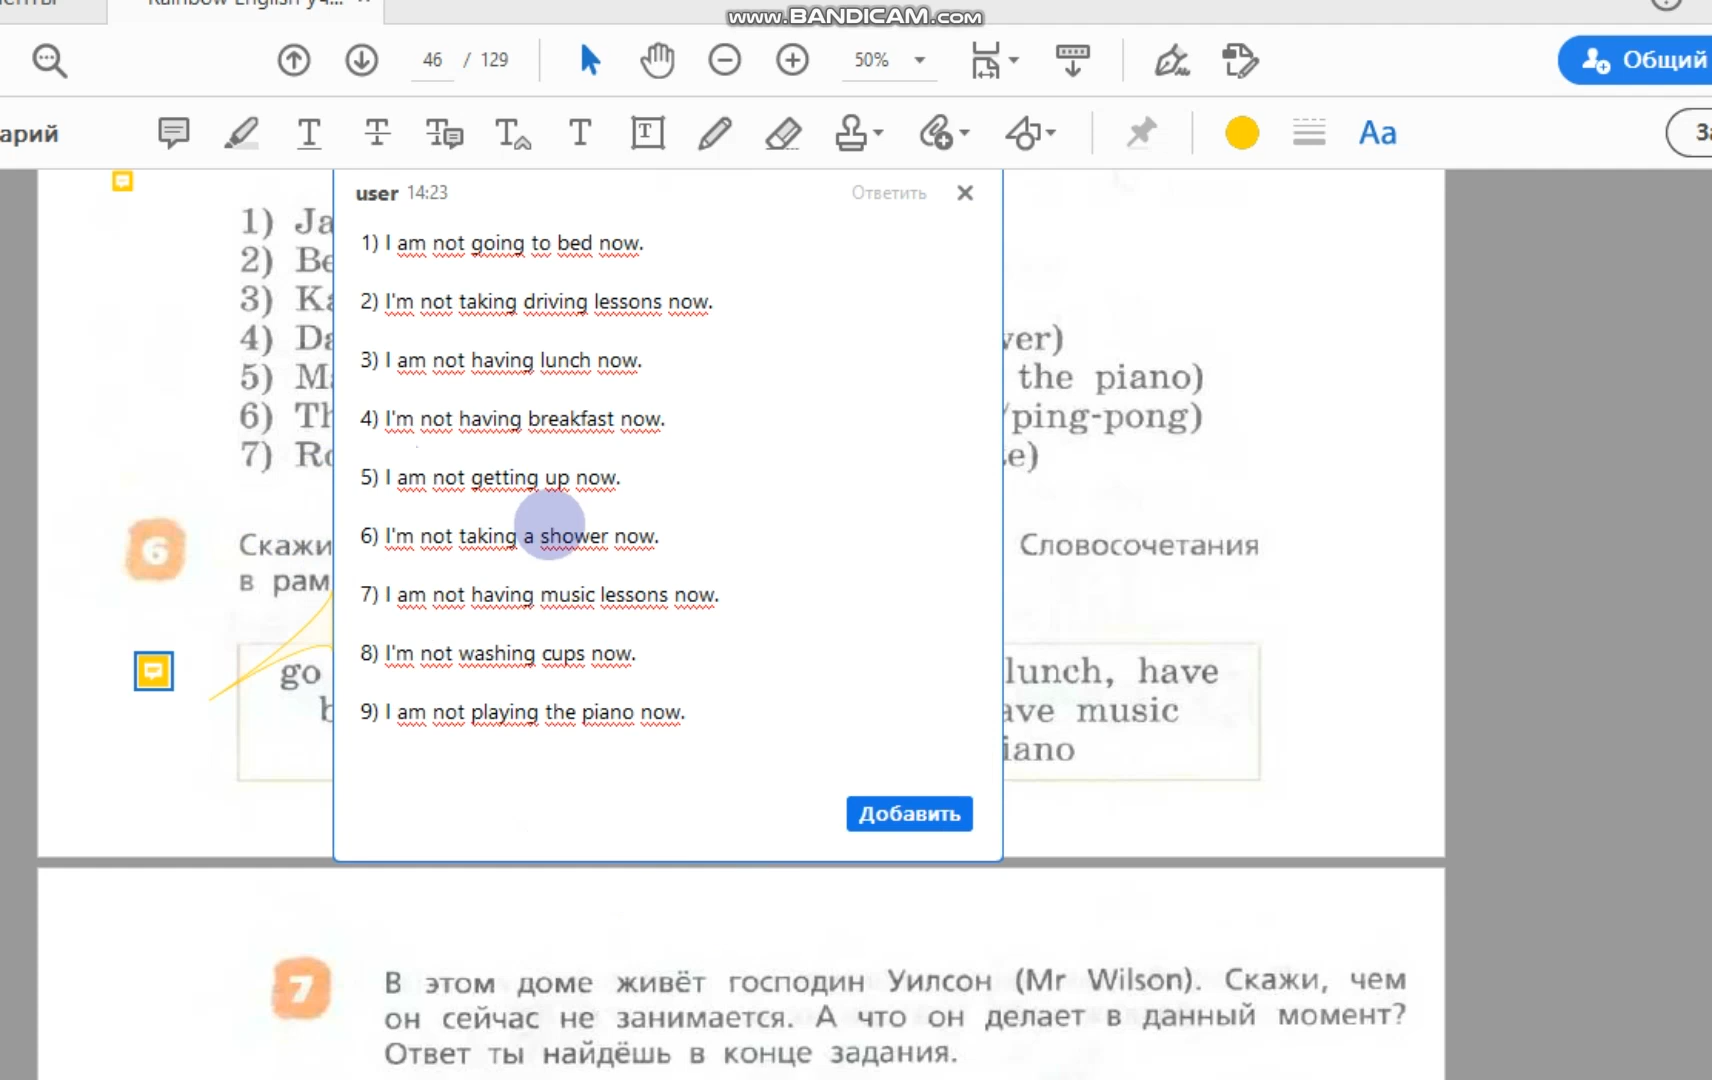 Rainbow English уч...
www.BANDICAM.com
46 / 129
50%
Общий
арий
T
T
T
T
T
T
Aa
user 14:23
Ответить
1) I am not going to bed now.
2) I'm not taking driving lessons now.
3) I am not having lunch now.
4) I'm not having breakfast now.
5) I am not getting up now.
6) I'm not taking a shower now.
7) I am not having music lessons now.
8) I'm not washing cups now.
9) I am not playing the piano now.
Добавить
1) Ja
2) Be
3) Ka
4) Da
ver)
5) Ma
the piano)
6) Th
/ping-pong)
7) Ro
e)
6
Скажи
Словосочетания
в рам
go
lunch, have
b
ave music
iano
7
В этом доме живёт господин Уилсон (Mr Wilson). Скажи, чем
он сейчас не занимается. А что он делает в данный момент?
Ответ ты найдёшь в конце задания.